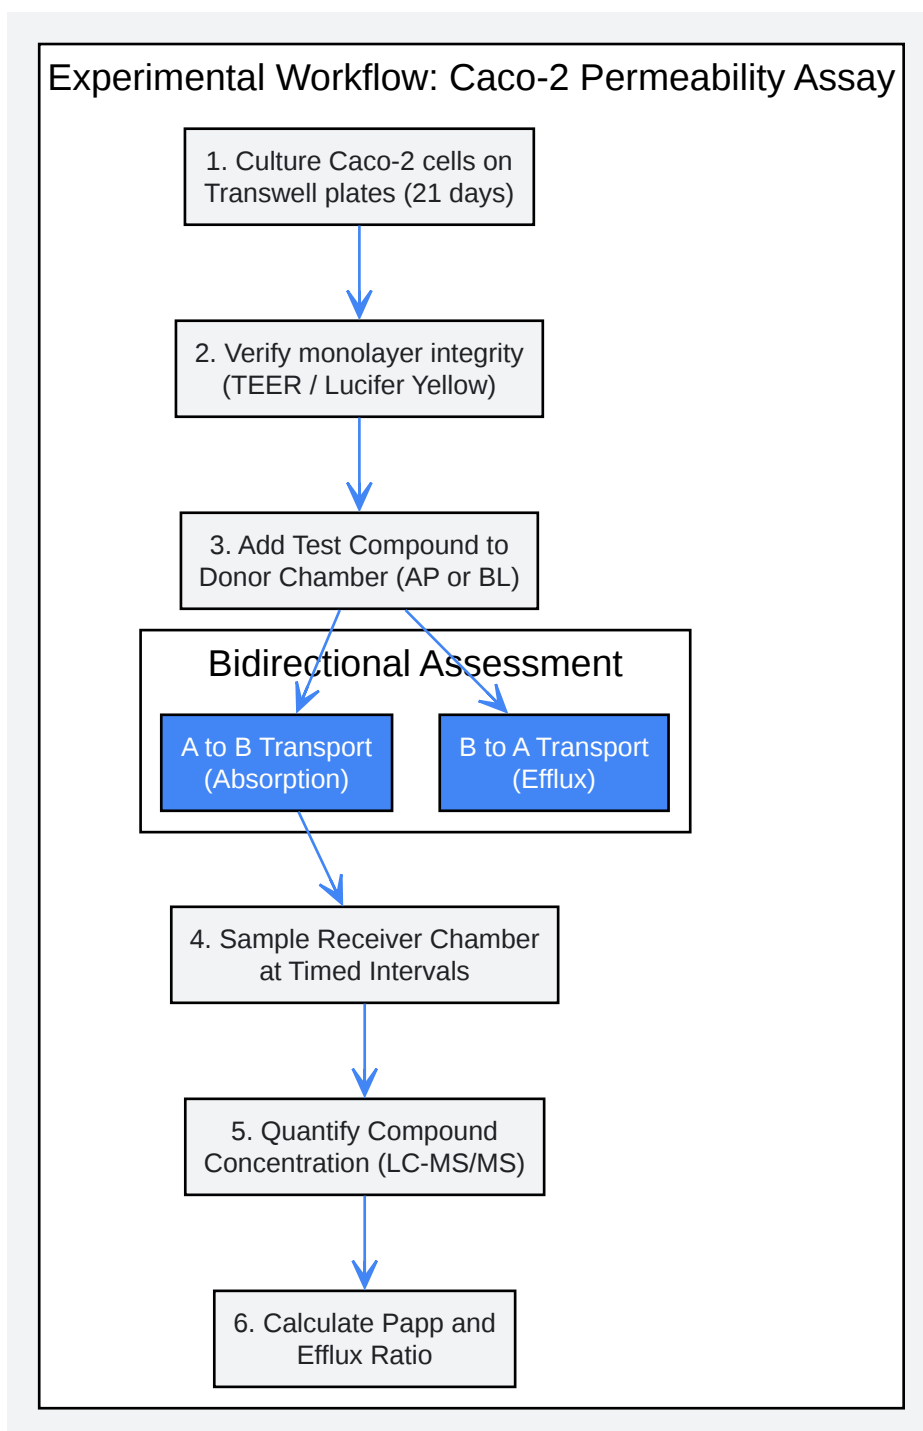 Experimental Workflow: Caco-2 Permeability Assay
1. Culture Caco-2 cells on
Transwell plates (21 days)
2. Verify monolayer integrity
(TEER / Lucifer Yellow)
3. Add Test Compound to
Donor Chamber (AP or BL)
Bidirectional Assessment
A to B Transport
(Absorption)
B to A Transport
(Efflux)
4. Sample Receiver Chamber
at Timed Intervals
5. Quantify Compound
Concentration (LC-MS/MS)
6. Calculate Papp and
Efflux Ratio